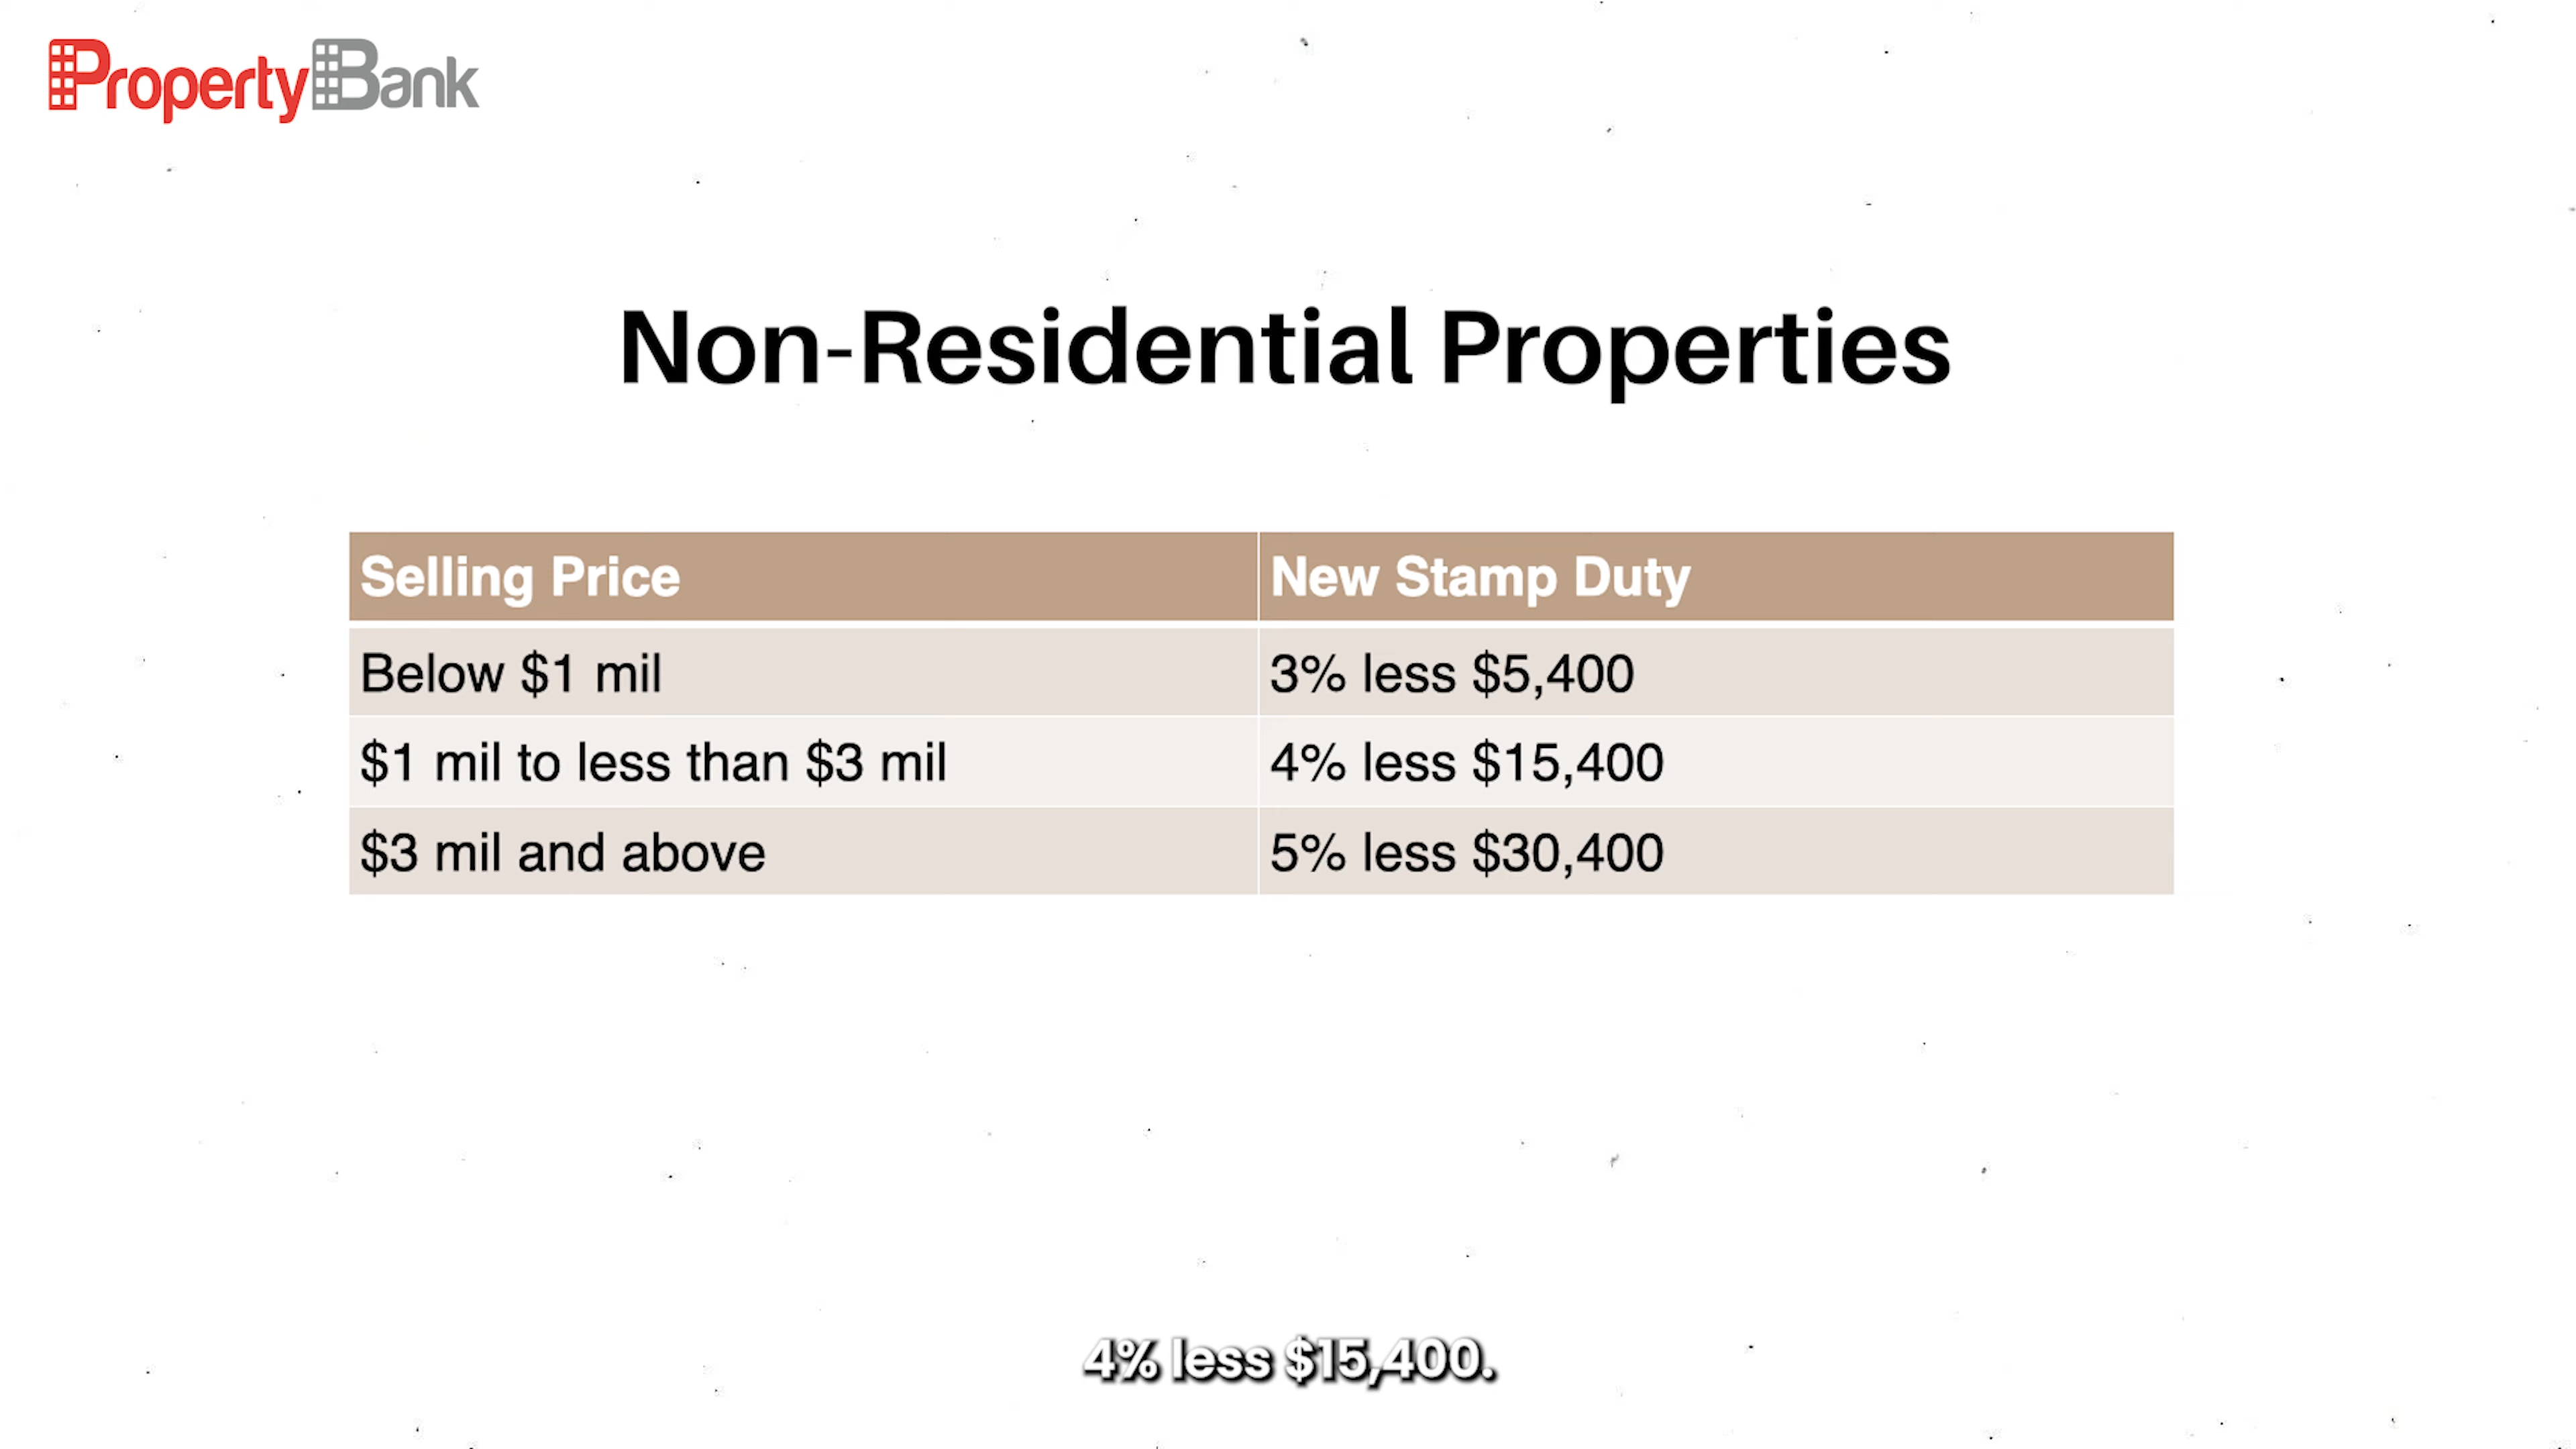 PropertyBank
Non-Residential Properties
Selling Price New Stamp Duty
Below $1 mil 3% less $5,400
$1 mil to less than $3 mil 4% less $15,400
$3 mil and above 5% less $30,400
4% less $15,400.